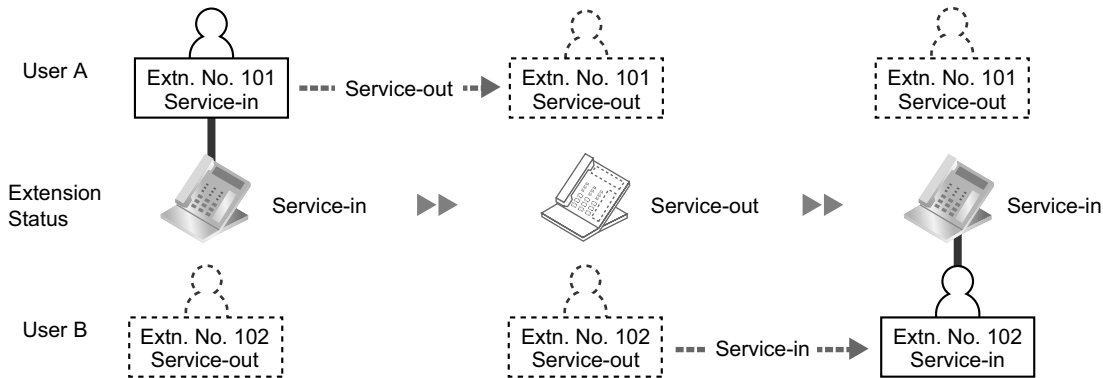 User A
Extn. No. 101
Service-in
Service-out
Extn. No. 101
Service-out
Extn. No. 101
Service-out
Extension
Status
Service-in
Service-out
Service-in
User B
Extn. No. 102
Service-out
Extn. No. 102
Service-out
Service-in
Extn. No. 102
Service-in